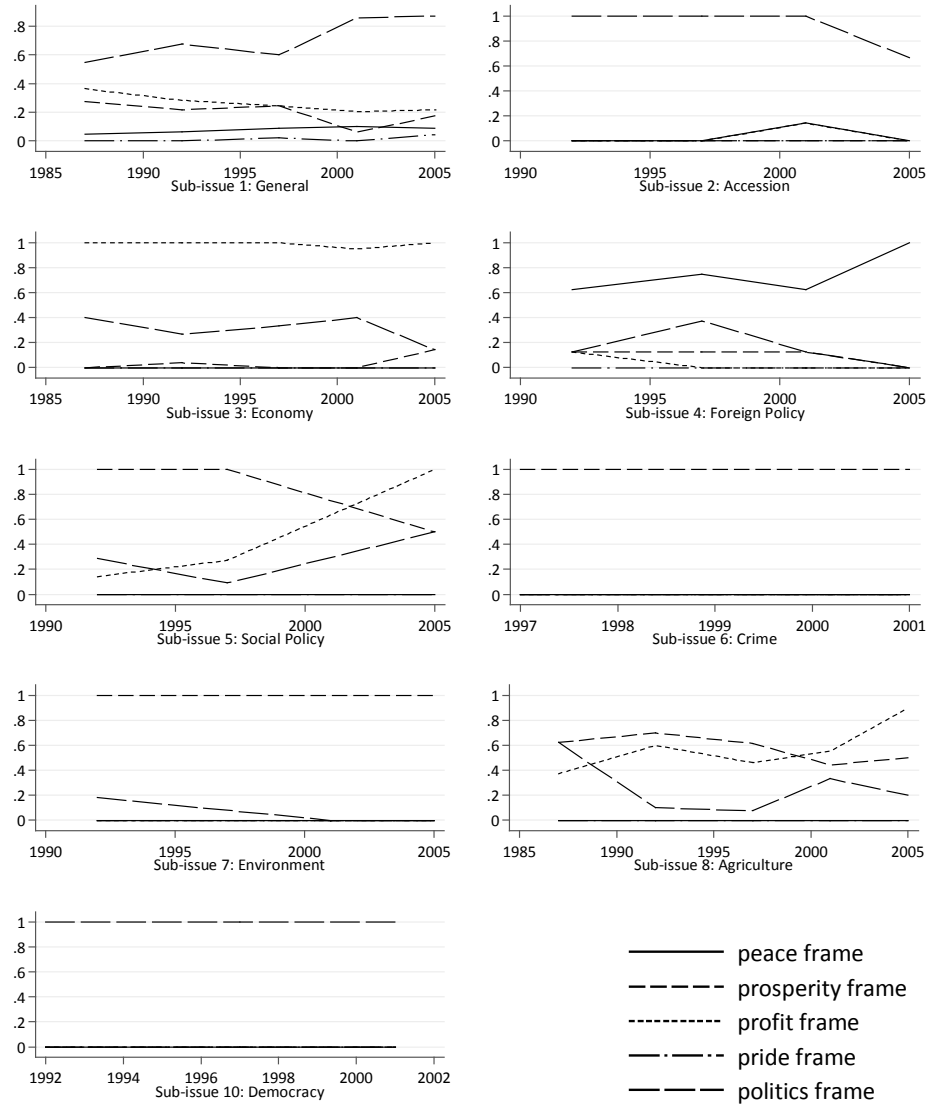 .8
.6
.4
.2
0
1985 1990 1995 2000 2005
Sub-issue 1: General
1
.8
.6
.4
.2
0
1990 1995 2000 2005
Sub-issue 2: Accession
1
.8
.6
.4
.2
0
1985 1990 1995 2000 2005
Sub-issue 3: Economy
1
.8
.6
.4
.2
0
1990 1995 2000 2005
Sub-issue 4: Foreign Policy
1
.8
.6
.4
.2
0
1990 1995 2000 2005
Sub-issue 5: Social Policy
1
.8
.6
.4
.2
0
1997 1998 1999 2000 2001
Sub-issue 6: Crime
1
.8
.6
.4
.2
0
1990 1995 2000 2005
Sub-issue 7: Environment
1
.8
.6
.4
.2
0
1985 1990 1995 2000 2005
Sub-issue 8: Agriculture
1
.8
.6
.4
.2
0
1992 1994 1996 1998 2000 2002
Sub-issue 10: Democracy
peace frame
prosperity frame
profit frame
pride frame
politics frame